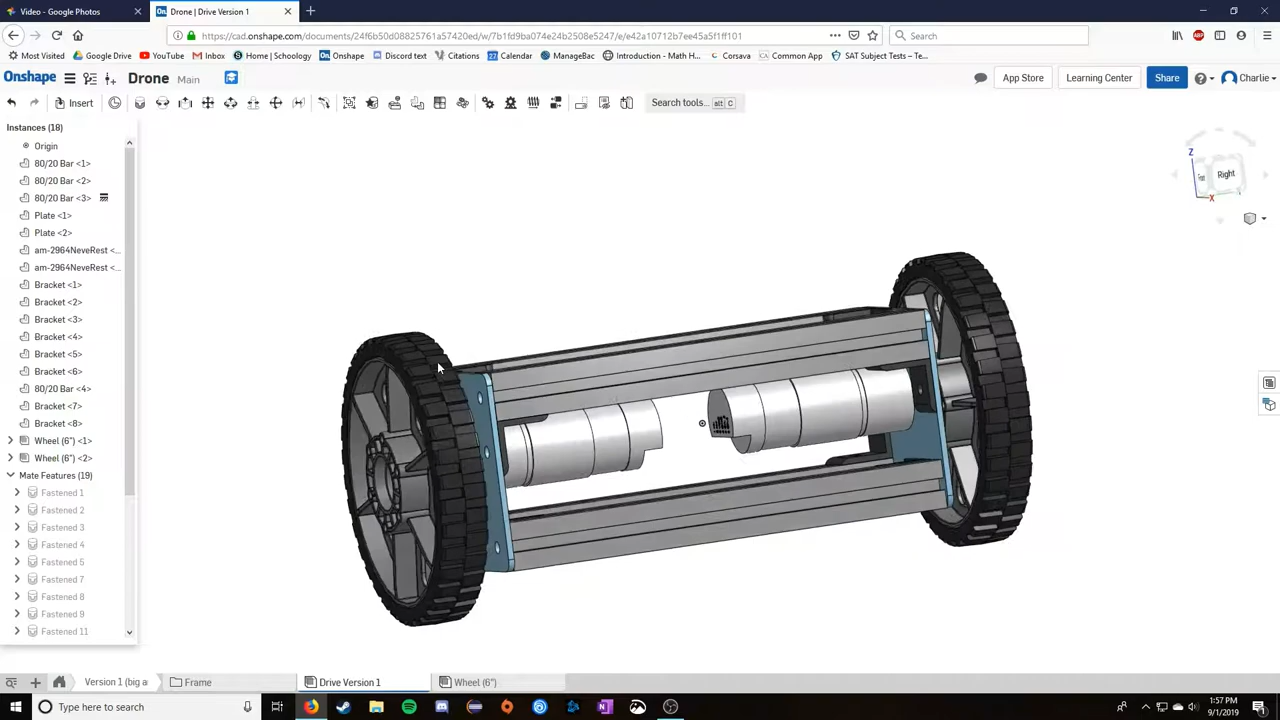 Video - Google Photos
On. Drone | Drive Version 1
https://cad.onshape.com/documents/24f6b50d08825761a57420ed/w/7b1fd9ba074e24b2508e5247/e/e42a10712b7ee45a5f1ff101
Search
Most Visited
Google Drive
YouTube
Inbox
Home | Schoology
Onshape
Discord text
Citations
Calendar
ManageBac
Introduction - Math H...
Corsava
Common App
SAT Subject Tests – Te...
Onshape
Drone Main
App Store
Learning Center
Share
Charlie
Insert
Search tools... alt C
Instances (18)
Origin
80/20 Bar <1>
80/20 Bar <2>
80/20 Bar <3>
Plate <1>
Plate <2>
am-2964NeveRest <...
am-2964NeveRest <...
Bracket <1>
Bracket <2>
Bracket <3>
Bracket <4>
Bracket <5>
Bracket <6>
80/20 Bar <4>
Bracket <7>
Bracket <8>
Wheel (6") <1>
Wheel (6") <2>
Mate Features (19)
Fastened 1
Fastened 2
Fastened 3
Fastened 4
Fastened 5
Fastened 7
Fastened 8
Fastened 9
Fastened 11
Z
Right
X
Version 1 (big a
Frame
Drive Version 1
Wheel (6")
Type here to search
1:57 PM
9/1/2019